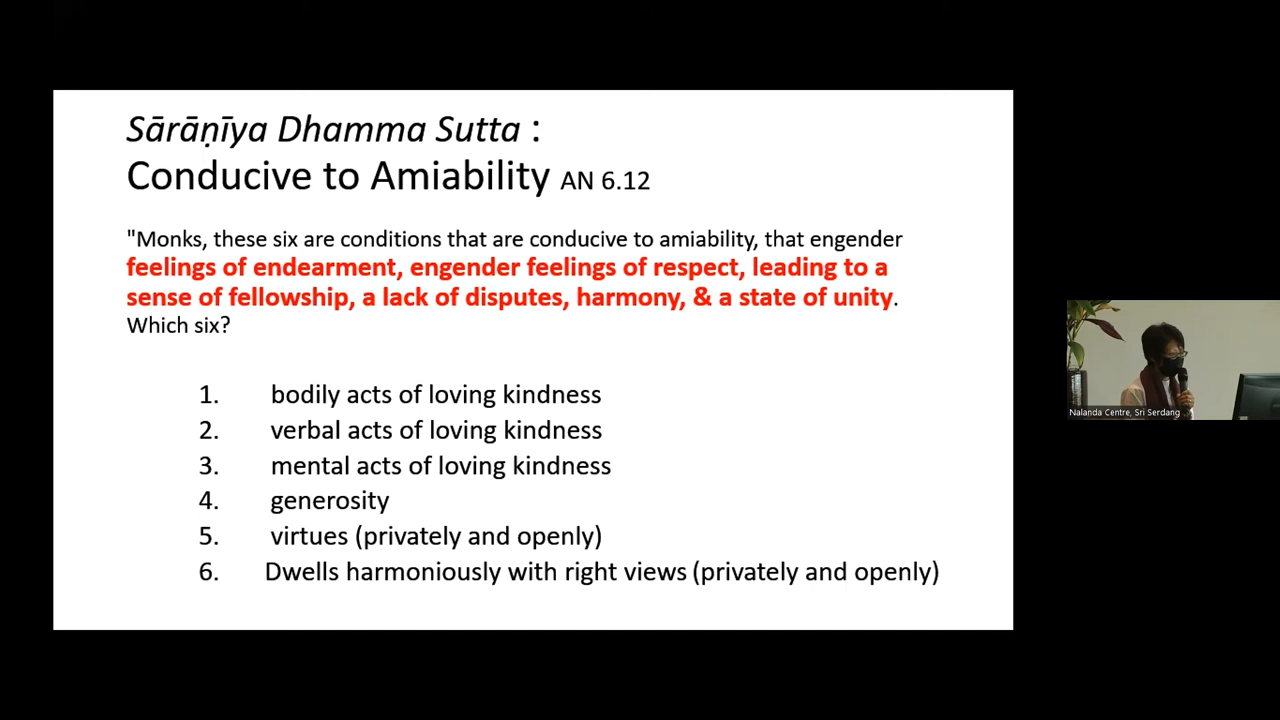 Sārāṇīya Dhamma Sutta :
Conducive to Amiability AN 6.12
"Monks, these six are conditions that are conducive to amiability, that engender
feelings of endearment, engender feelings of respect, leading to a
sense of fellowship, a lack of disputes, harmony, & a state of unity.
Which six?
1. bodily acts of loving kindness
2. verbal acts of loving kindness
3. mental acts of loving kindness
4. generosity
5. virtues (privately and openly)
6. Dwells harmoniously with right views (privately and openly)
Nalanda Centre, Sri Serdang